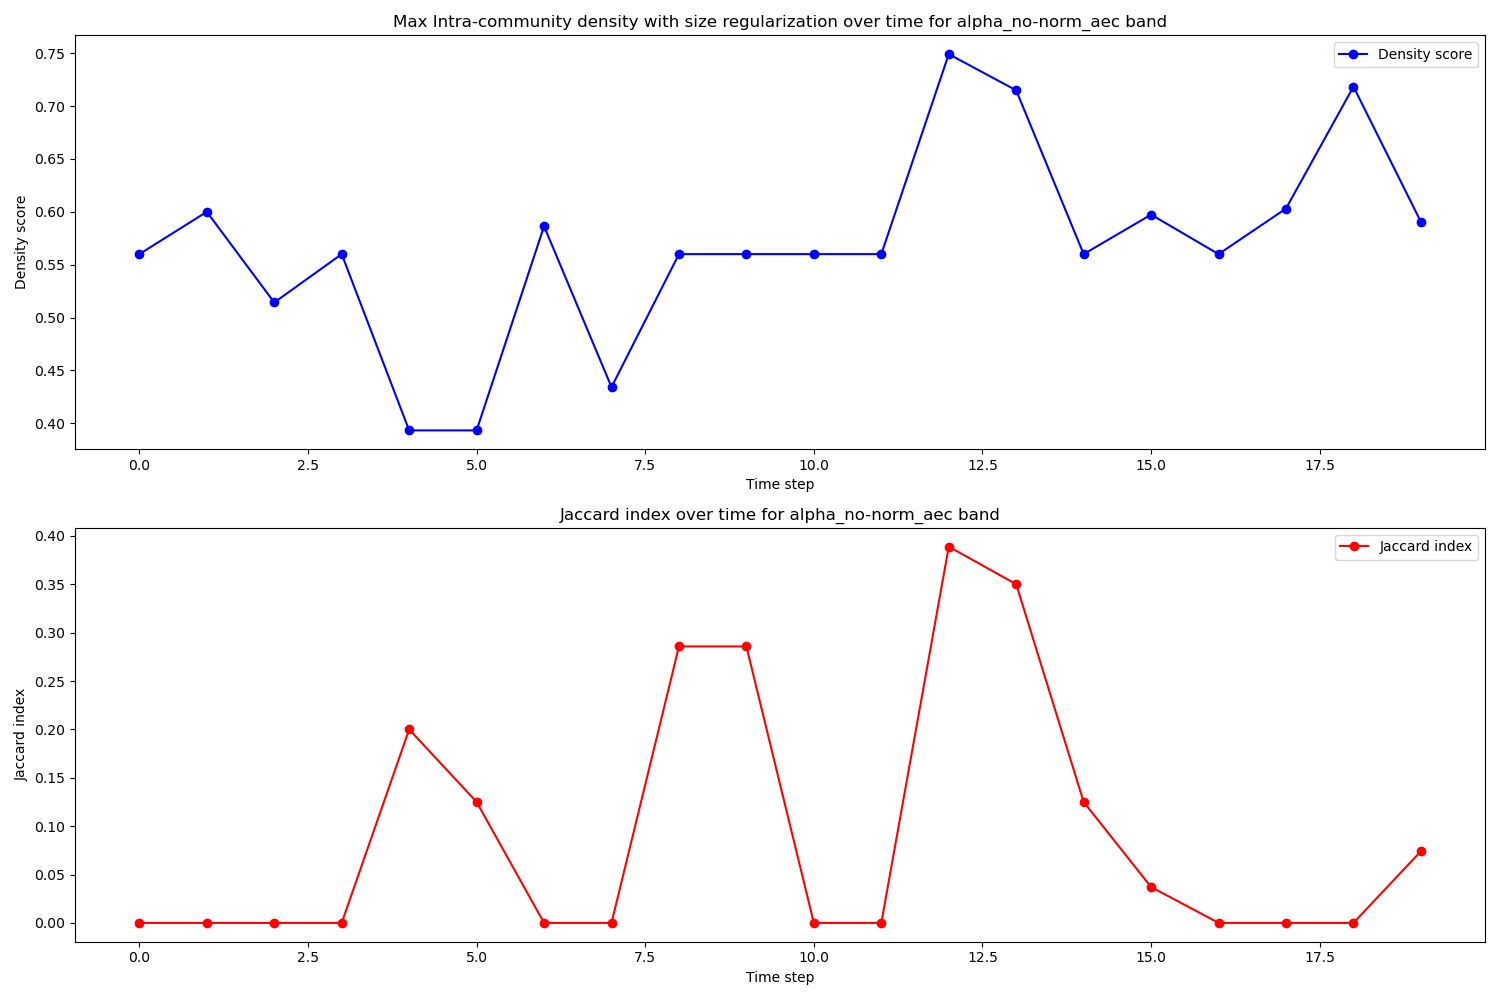 Max Intra-community density with size regularization over time for alpha_no-norm_aec band
Density score
0.75
0.70
0.65
0.60
0.55
0.50
0.45
0.40
Density score
0.0 2.5 5.0 7.5 10.0 12.5 15.0 17.5
Time step
Jaccard index over time for alpha_no-norm_aec band
Jaccard index
0.40
0.35
0.30
0.25
0.20
0.15
0.10
0.05
0.00
Jaccard index
0.0 2.5 5.0 7.5 10.0 12.5 15.0 17.5
Time step